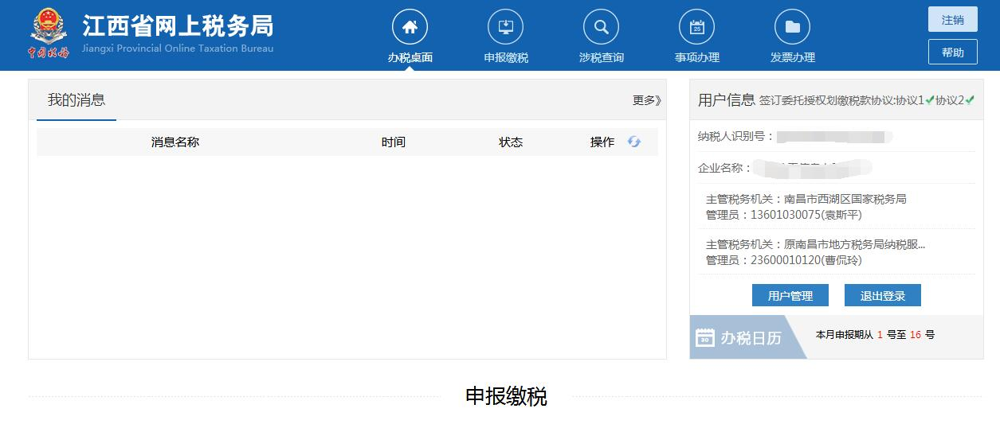 江西省网上税务局
Jiangxi Provincial Online Taxation Bureau
中国税务
办税桌面
申报缴税
涉税查询
25
事项办理
发票办理
注销
帮助
我的消息
更多》
消息名称 时间 状态 操作
用户信息 签订委托授权划缴税款协议:协议1 协议2
纳税人识别号：
企业名称：
主管税务机关：南昌市西湖区国家税务局
管理员：13601030075(袁斯平)
主管税务机关：原南昌市地方税务局纳税服...
管理员：23600010120(曹侃玲)
用户管理 退出登录
30 办税日历 本月申报期从 1 号至 16 号
申报缴税